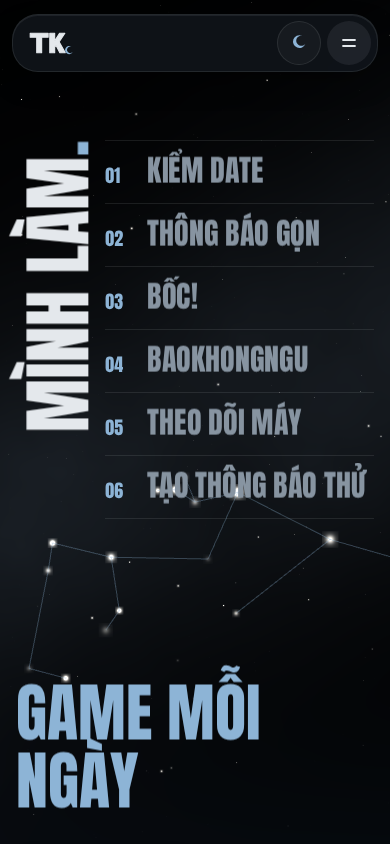 TK
MÌNH LÀM.
01 KIỂM DATE
02 THÔNG BÁO GỌN
03 BỐC!
04 BAOKHONGNGU
05 THEO DÕI MÁY
06 TẠO THÔNG BÁO THỬ
GAME MỖI
NGÀY